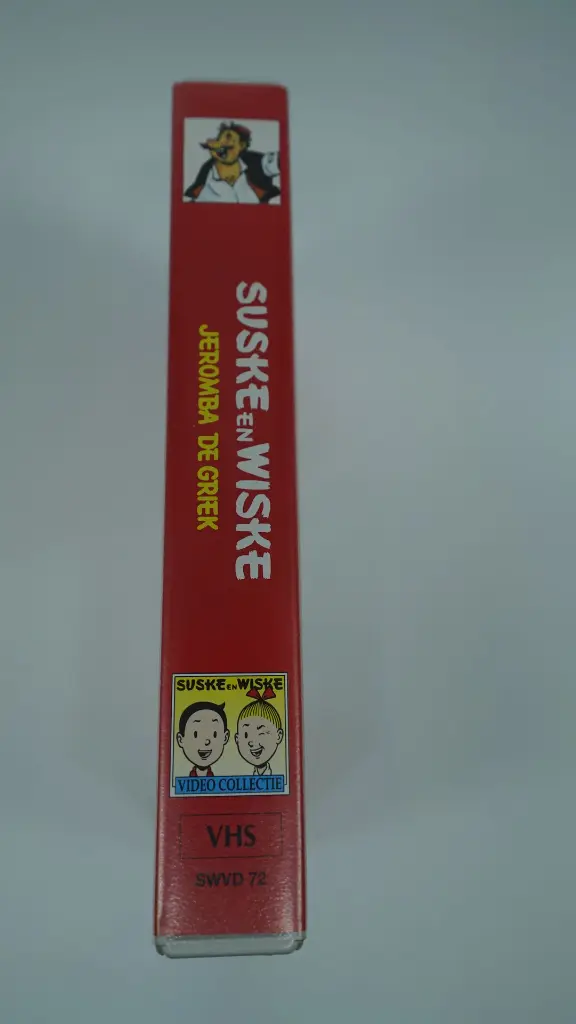 SUSKE EN WISKE
JEROMBA DE GRIEK
SUSKE EN WISKE
VIDEO COLLECTIE
VHS
SWVD 72